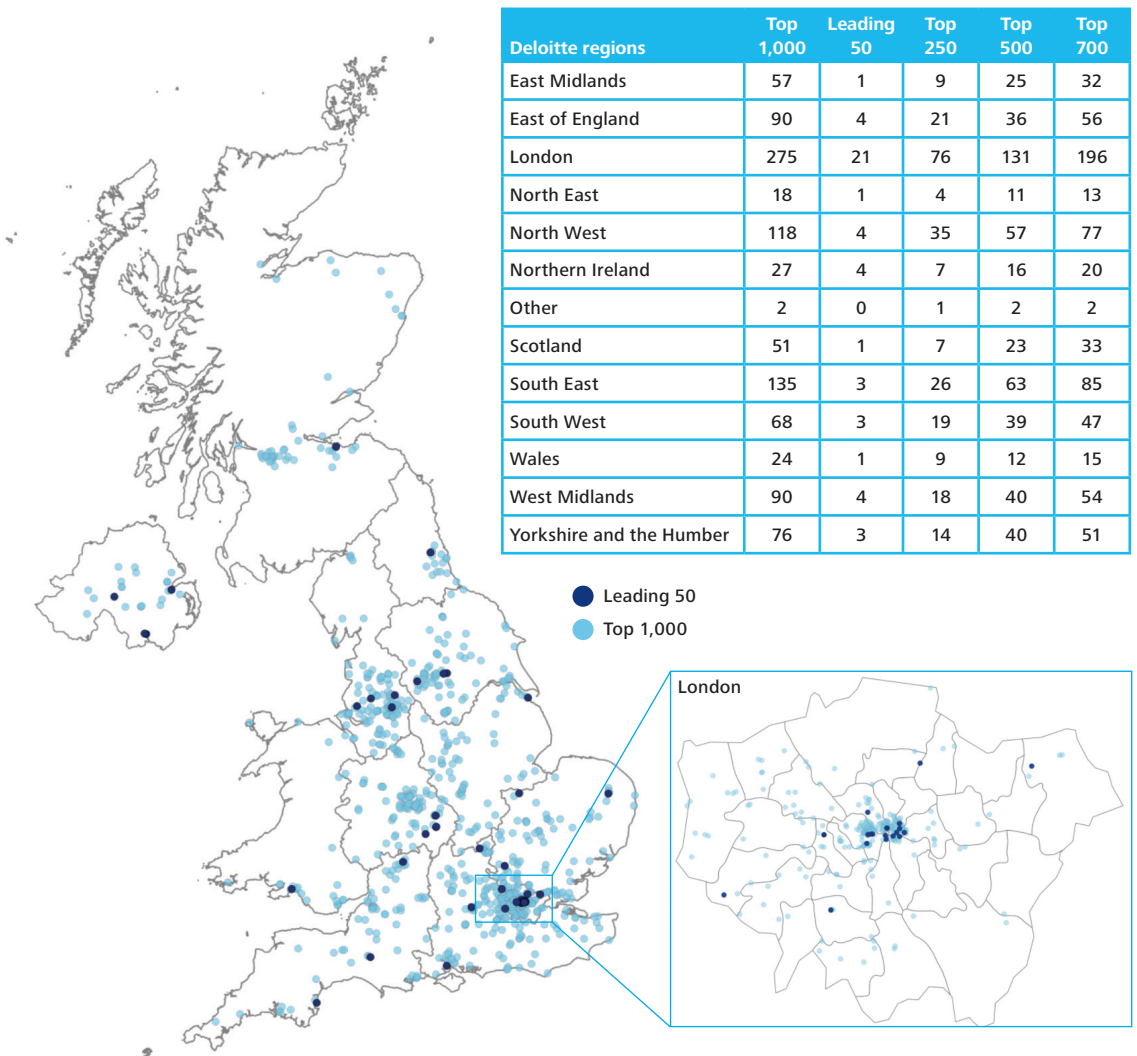 Deloitte regions Top 1,000 Leading 50 Top 250 Top 500 Top 700
East Midlands 57 1 9 25 32
East of England 90 4 21 36 56
London 275 21 76 131 196
North East 18 1 4 11 13
North West 118 4 35 57 77
Northern Ireland 27 4 7 16 20
Other 2 0 1 2 2
Scotland 51 1 7 23 33
South East 135 3 26 63 85
South West 68 3 19 39 47
Wales 24 1 9 12 15
West Midlands 90 4 18 40 54
Yorkshire and the Humber 76 3 14 40 51
Leading 50
Top 1,000
London